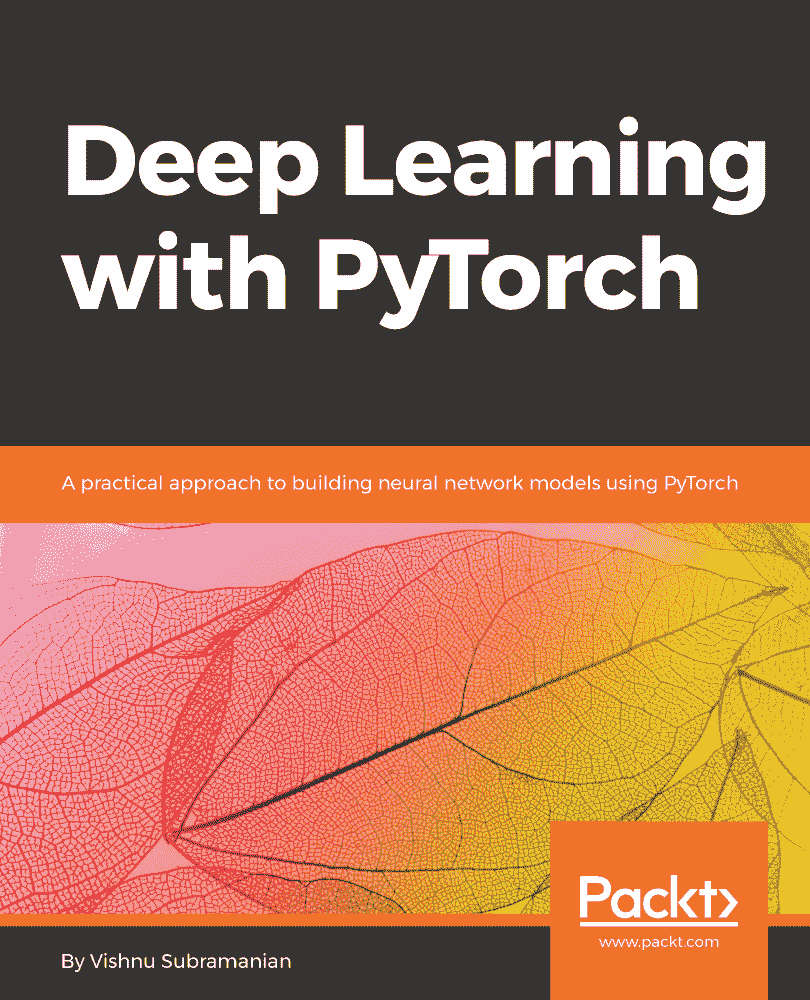 Deep Learning
with PyTorch
A practical approach to building neural network models using PyTorch
Packt>
www.packt.com
By Vishnu Subramanian